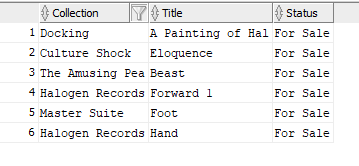 Collection Title Status
1 Docking A Painting of Hal For Sale
2 Culture Shock Eloquence For Sale
3 The Amusing Pea Beast For Sale
4 Halogen Records Forward 1 For Sale
5 Master Suite Foot For Sale
6 Halogen Records Hand For Sale